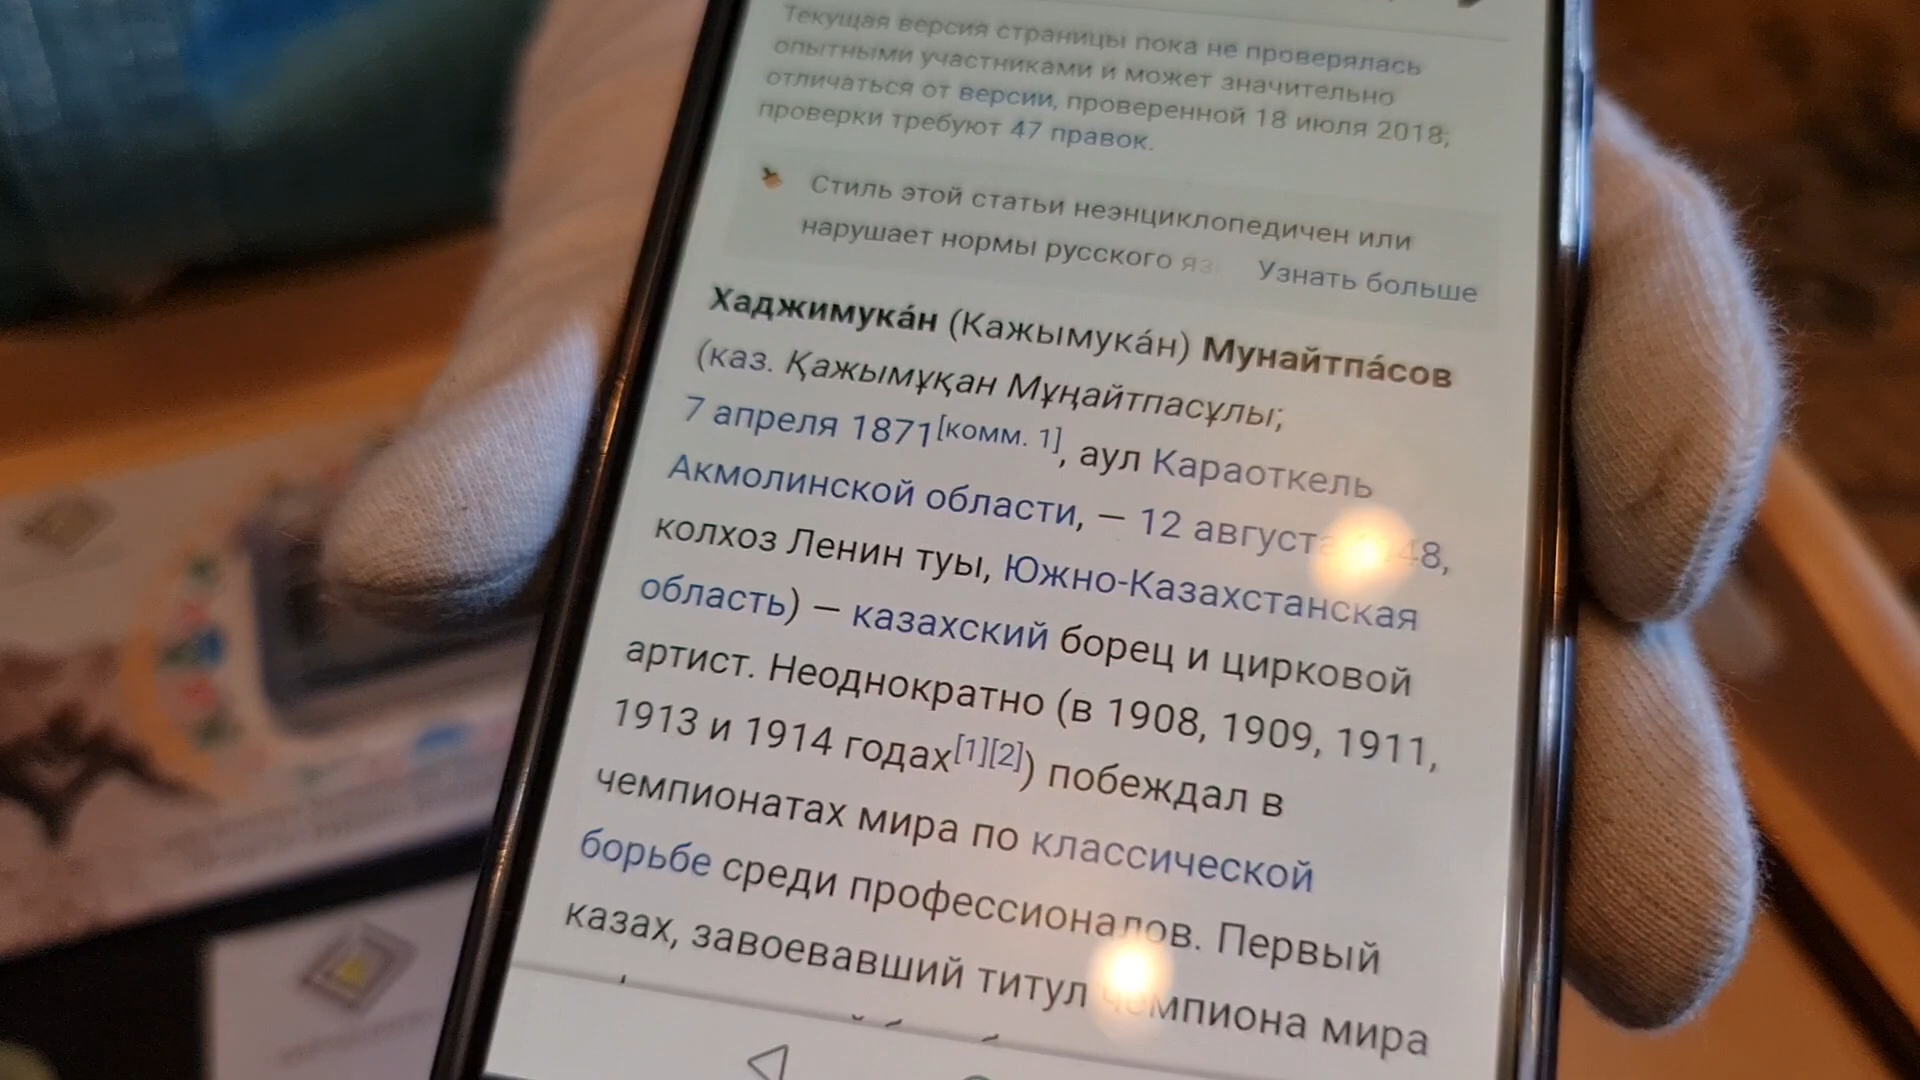 Текущая версия страницы пока не проверялась
опытными участниками и может значительно
отличаться от версии, проверенной 18 июля 2018;
проверки требуют 47 правок.
Стиль этой статьи неэнциклопедичен или
нарушает нормы русского Узнать больше
Хаджимука́н (Кажымука́н) Мунайтпа́сов
(каз. Қажымұқан Мұңайтпасұлы;
7 апреля 1871[комм. 1], аул Караоткель
Акмолинской области, — 12 августа
колхоз Ленин туы, Южно-Казахстанская
область) — казахский борец и цирковой
артист. Неоднократно (в 1908, 1909, 1911,
1913 и 1914 годах[1][2]) побеждал в
чемпионатах мира по классической
борьбе среди профессионалов. Первый
казах, завоевавший титул чемпиона мира